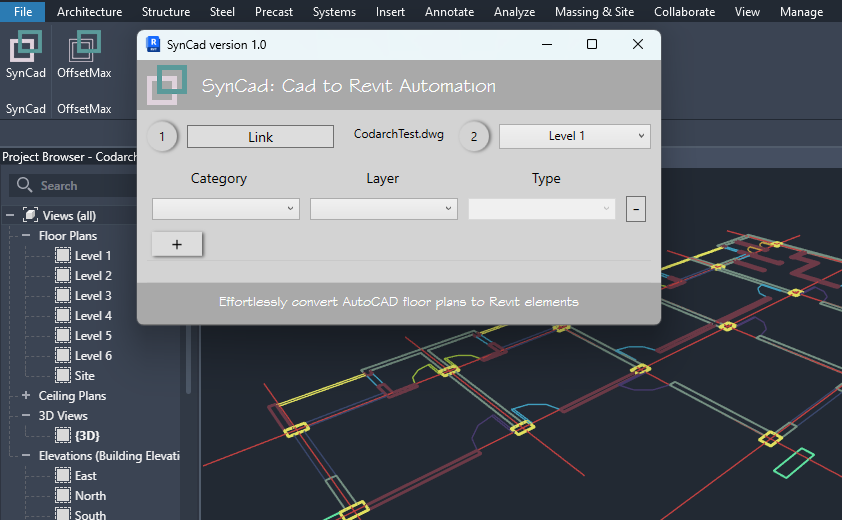 File Architecture Structure Steel Precast Systems Insert Annotate Analyze Massing & Site Collaborate View Manage
SynCad OffsetMax
SynCad OffsetMax
R
SynCad version 1.0
SynCad: Cad to Revit Automation
1 Link CodarchTest.dwg 2 Level 1
Category Layer Type
-
+
Effortlessly convert AutoCAD floor plans to Revit elements
Project Browser - Codarch
Search
Views (all)
Floor Plans
Level 1
Level 2
Level 3
Level 4
Level 5
Level 6
Site
Ceiling Plans
3D Views
{3D}
Elevations (Building Elevati
East
North
South